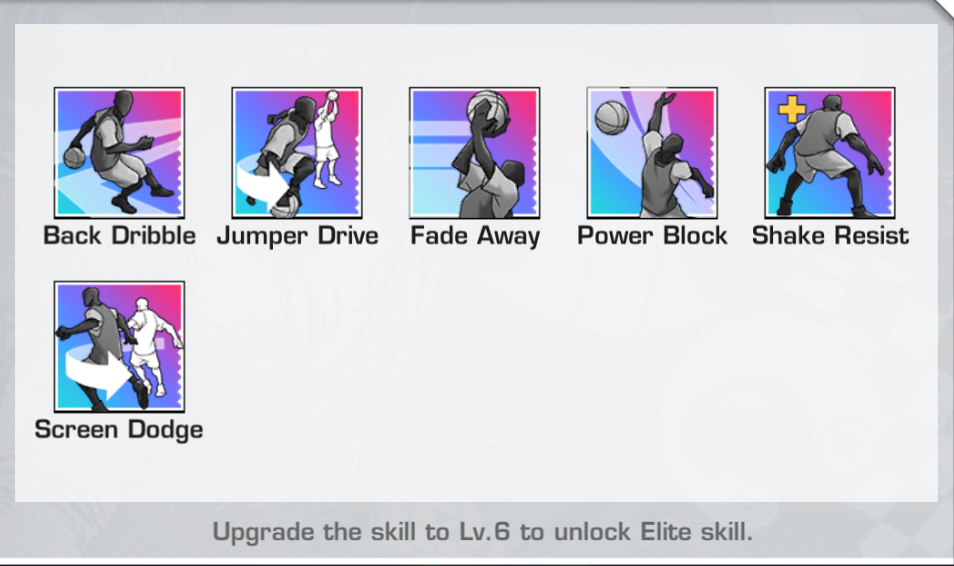 Back Dribble
Jumper Drive
Fade Away
Power Block
Shake Resist
Screen Dodge
Upgrade the skill to Lv.6 to unlock Elite skill.